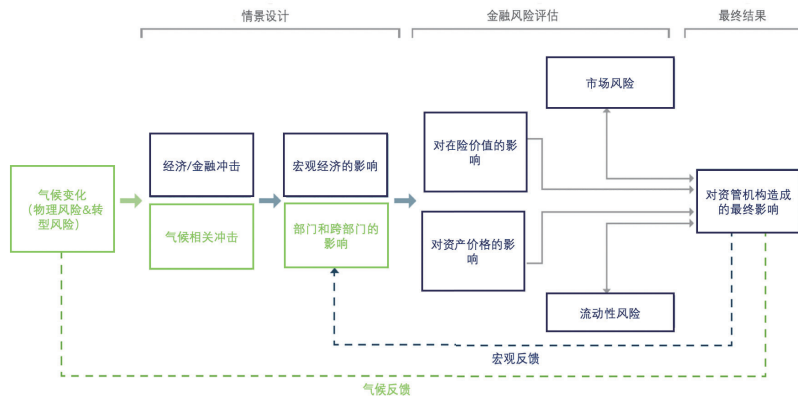 情景设计
金融风险评估
最终结果
气候变化
（物理风险&转
型风险）
经济/金融冲击
气候相关冲击
宏观经济的影响
部门和跨部门的
影响
对在险价值的影
响
对资产价格的影
响
市场风险
流动性风险
对资管机构造成
的最终影响
宏观反馈
气候反馈